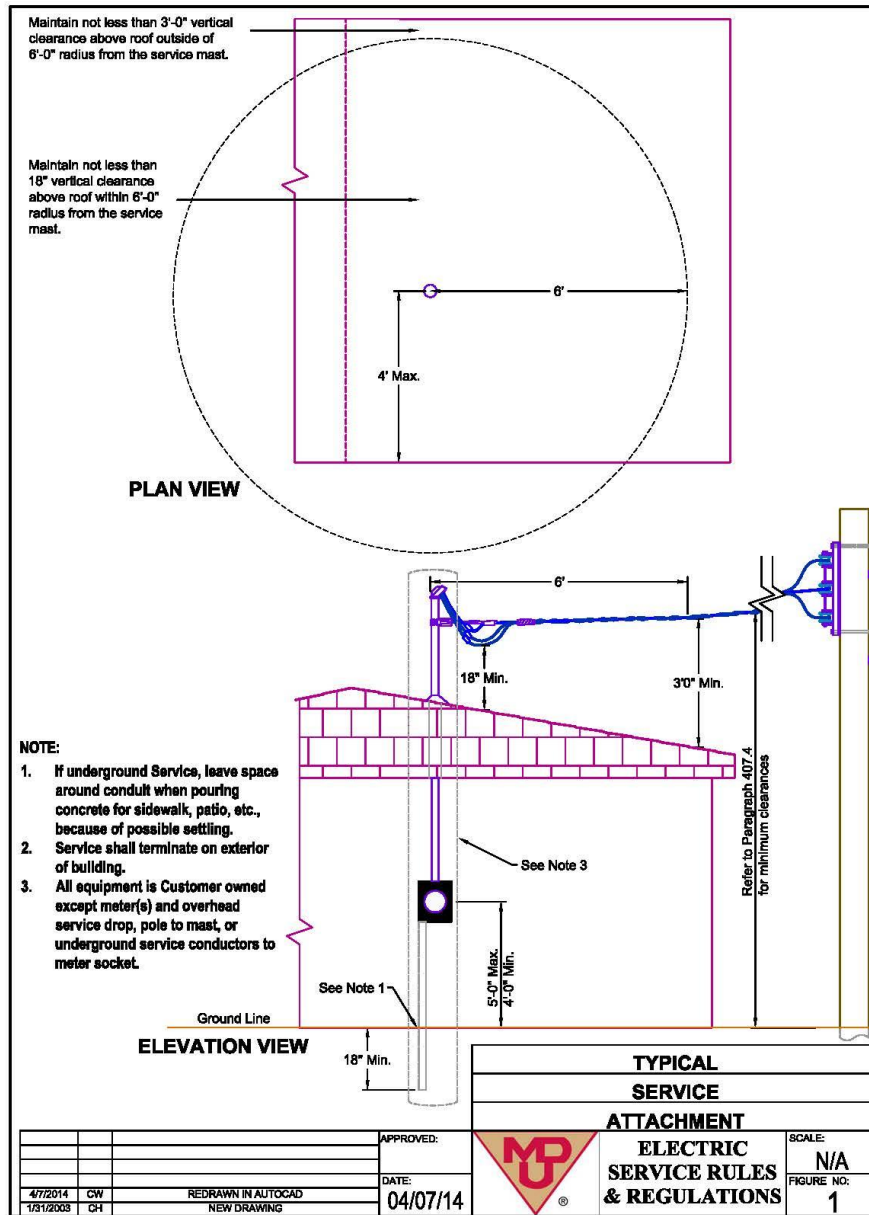 Maintain not less than 3'-0" vertical
clearance above roof outside of
6'-0" radius from the service mast.
Maintain not less than
18" vertical clearance
above roof within 6'-0"
radius from the service
mast.
6'
4' Max.
PLAN VIEW
6'
18" Min.
3'0" Min.
Refer to Paragraph 407.4
for minimum clearances
NOTE:
1. If underground Service, leave space
around conduit when pouring
concrete for sidewalk, patio, etc.,
because of possible settling.
2. Service shall terminate on exterior
of building.
3. All equipment is Customer owned
except meter(s) and overhead
service drop, pole to mast, or
underground service conductors to
meter socket.
See Note 3
5'-0" Max.
4'-0" Min.
See Note 1
Ground Line
ELEVATION VIEW
18" Min.
TYPICAL
SERVICE
ATTACHMENT
APPROVED:
DATE:
04/07/14
4/7/2014 CW REDRAWN IN AUTOCAD
1/31/2003 CH NEW DRAWING
MDU
®
ELECTRIC
SERVICE RULES
& REGULATIONS
SCALE:
N/A
FIGURE NO:
1